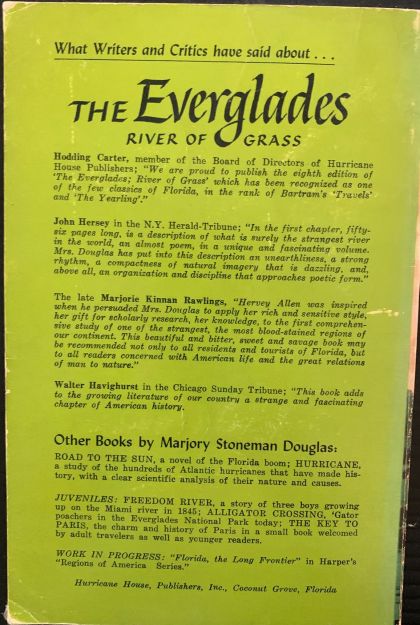 What Writers and Critics have said about . . .
THE Everglades
RIVER OF GRASS
Hodding Carter, member of the Board of Directors of Hurricane
House Publishers; "We are proud to publish the eighth edition of
'The Everglades; River of Grass' which has been recognized as one
of the few classics of Florida, in the rank of Bartram's 'Travels'
and 'The Yearling'."
John Hersey in the N.Y. Herald-Tribune; "In the first chapter, fifty-
six pages long, is a description of what is surely the strangest river
in the world, an almost poem, in a unique and fascinating volume.
Mrs. Douglas has put into this description an unearthliness, a strong
rhythm, a compactness of natural imagery that is dazzling, and,
above all, an organization and discipline that approaches poetic form."
The late Marjorie Kinnan Rawlings, "Hervey Allen was inspired
when he persuaded Mrs. Douglas to apply her rich and sensitive style,
her gift for scholarly research, her knowledge, to the first comprehen-
sive study of one of the strangest, the most blood-stained regions of
our continent. This beautiful and bitter, sweet and savage book may
be recommended not only to all residents and tourists of Florida, but
to all readers concerned with American life and the great relations
of man to nature."
Walter Havighurst in the Chicago Sunday Tribune; "This book adds
to the growing literature of our country a strange and fascinating
chapter of American history.
Other Books by Marjory Stoneman Douglas:
ROAD TO THE SUN, a novel of the Florida boom; HURRICANE,
a study of the hundreds of Atlantic hurricanes that have made his-
tory, with a clear scientific analysis of their nature and causes.
JUVENILES: FREEDOM RIVER, a story of three boys growing
up on the Miami river in 1845; ALLIGATOR CROSSING, 'Gator
poachers in the Everglades National Park today; THE KEY TO
PARIS, the charm and history of Paris in a small book welcomed
by adult travelers as well as younger readers.
WORK IN PROGRESS: "Florida, the Long Frontier" in Harper's
"Regions of America Series."
Hurricane House, Publishers, Inc., Coconut Grove, Florida